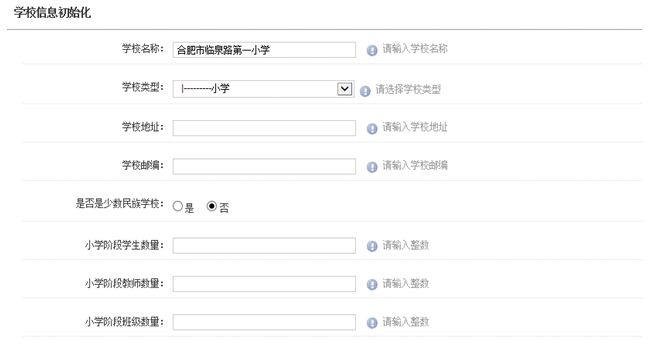 学校信息初始化
学校名称： 合肥市临泉路第一小学 请输入学校名称
学校类型： |---------小学 请选择学校类型
学校地址： 请输入学校地址
学校邮编： 请输入学校邮编
是否是少数民族学校： 是 否
小学阶段学生数量： 请输入整数
小学阶段教师数量： 请输入整数
小学阶段班级数量： 请输入整数